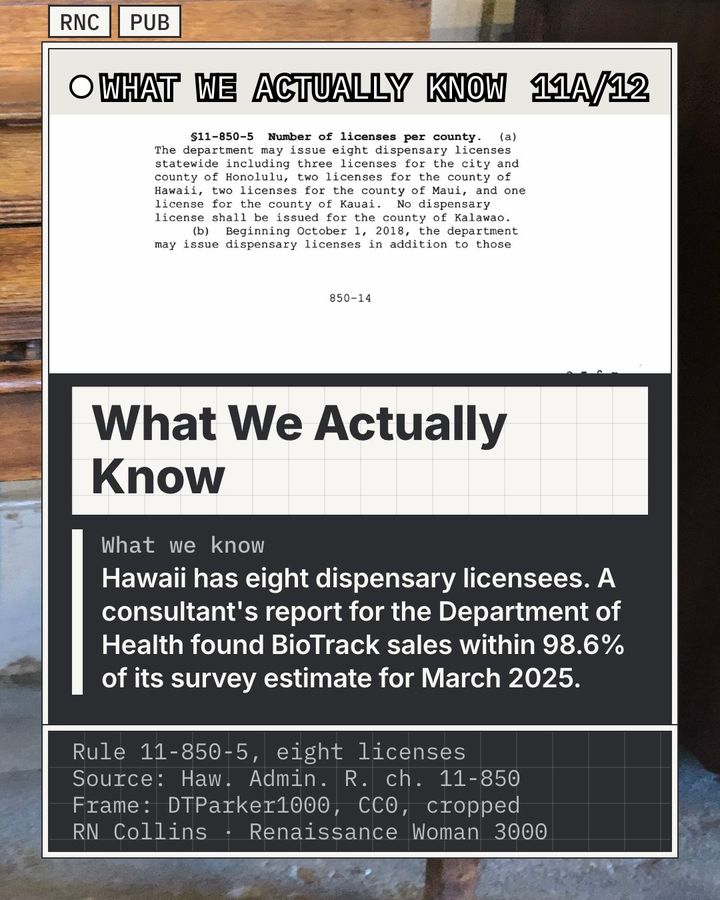 RNC PUB
WHAT WE ACTUALLY KNOW 11A/12
§11-850-5 Number of licenses per county. (a)
The department may issue eight dispensary licenses
statewide including three licenses for the city and
county of Honolulu, two licenses for the county of
Hawaii, two licenses for the county of Maui, and one
license for the county of Kauai. No dispensary
license shall be issued for the county of Kalawao.
(b) Beginning October 1, 2018, the department
may issue dispensary licenses in addition to those
850-14
What We Actually
Know
What we know
Hawaii has eight dispensary licensees. A
consultant's report for the Department of
Health found BioTrack sales within 98.6%
of its survey estimate for March 2025.
Rule 11-850-5, eight licenses
Source: Haw. Admin. R. ch. 11-850
Frame: DTParker1000, CC0, cropped
RN Collins · Renaissance Woman 3000